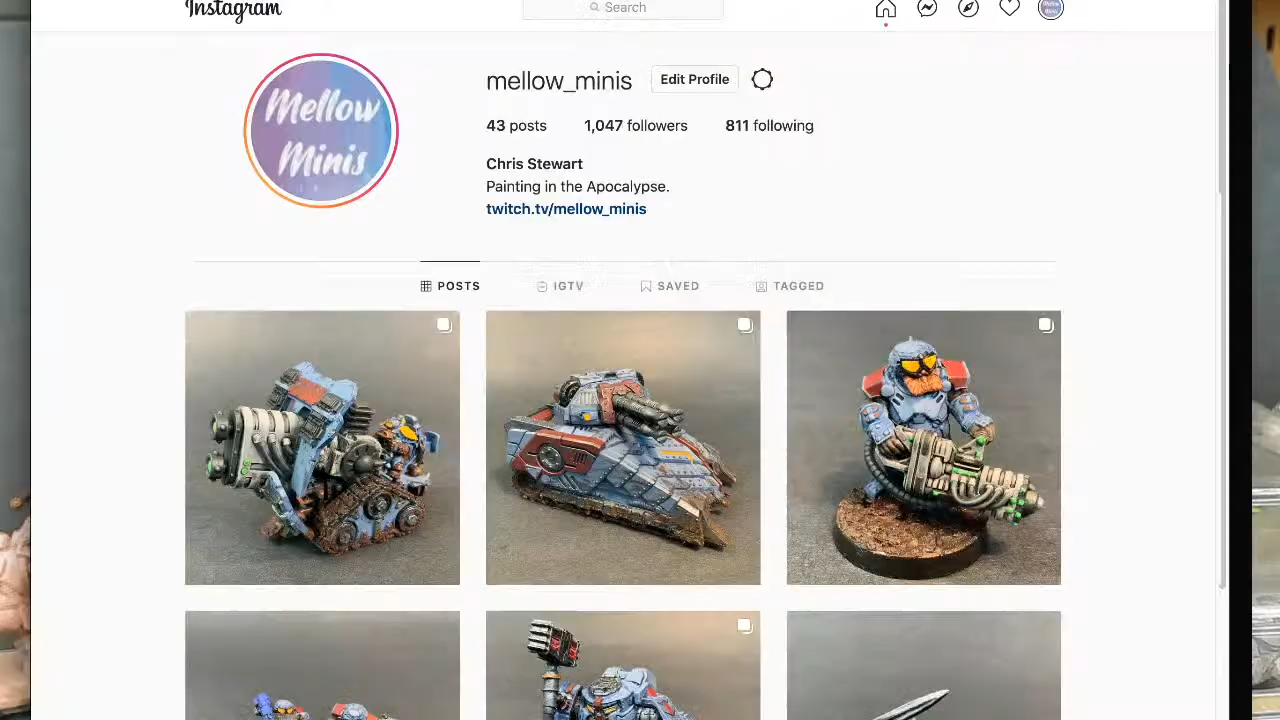 Instagram
Search
Mellow
Minis
mellow_minis
Edit Profile
43 posts
1,047 followers
811 following
Chris Stewart
Painting in the Apocalypse.
twitch.tv/mellow_minis
POSTS
IGTV
SAVED
TAGGED